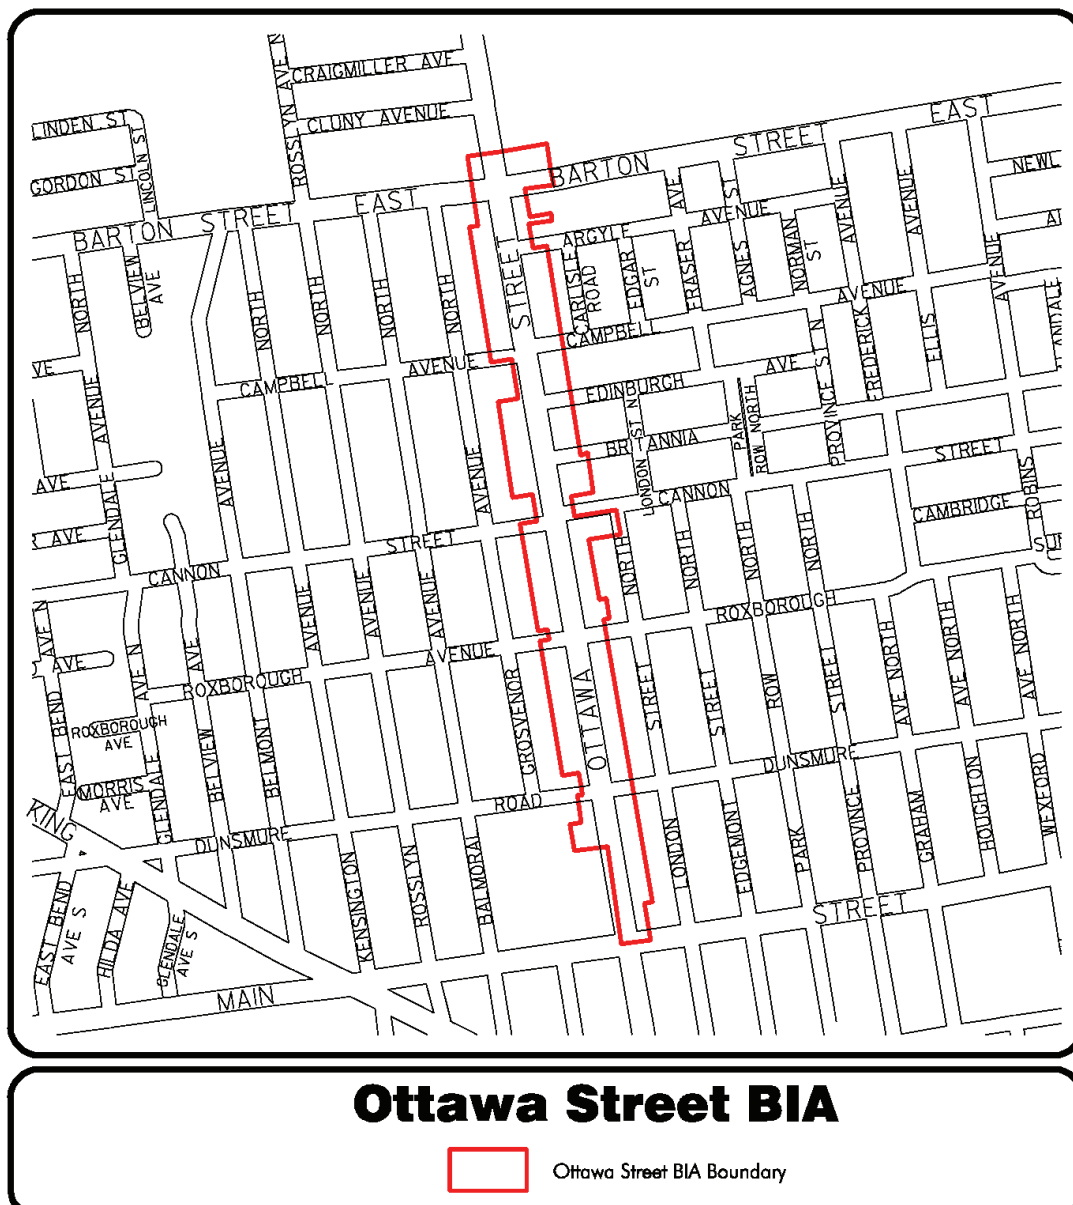 CRAIGMILLER AVE
ROSSLYN AVE N
CLUNY AVENUE
LINDEN ST
LINCOLN ST
GORDON ST
BARTON STREET EAST
BARTON STREET EAST
NEWL
AVE
ST
AVENUE
AVENUE
AVENUE
ARGYLE
BELVIEW
AVE
NORTH
NORTH
NORTH
NORTH
NORTH
STREET
CARLISLE
ROAD
EDGAR
ST
FRASER
AGNES
NORMAN
ST
AVENUE
AVENUE
CAMPBELL
FREDERICK
ELLIS
VE
CAMPBELL
AVENUE
AVE
EDINBURGH
PROVINCE ST N
AVENUE
PARK
ROW NORTH
ST N
BRITANNIA
STREET
AVENUE
AVENUE
LONDON
CANNON
CAMBRIDGE
ROBINS
AVE
GLENDALE
R AVE
STREET
NORTH
NORTH
NORTH
NORTH
CANNON
AVE N
AVENUE
AVENUE
AVENUE
ROXBOROUGH
AVE
AVE N
AVE
AVENUE
ROXBOROUGH
GROSVENOR
OTTAWA
STREET
STREET
ROW
STREET
AVE NORTH
AVE NORTH
AVE NORTH
EAST BEND
ROXBOROUGH
AVE
BELVIEW
BELMONT
DUNSMURE
MORRIS
AVE
GLENDALE
ROAD
KING
DUNSMURE
KENSINGTON
ROSSLYN
BALMORAL
LONDON
EDGEMONT
PARK
PROVINCE
GRAHAM
HOUGHTON
WEXFORD
STREET
EAST BEND
AVE S
HILDA AVE
GLENDALE
AVE S
MAIN
Ottawa Street BIA
Ottawa Street BIA Boundary